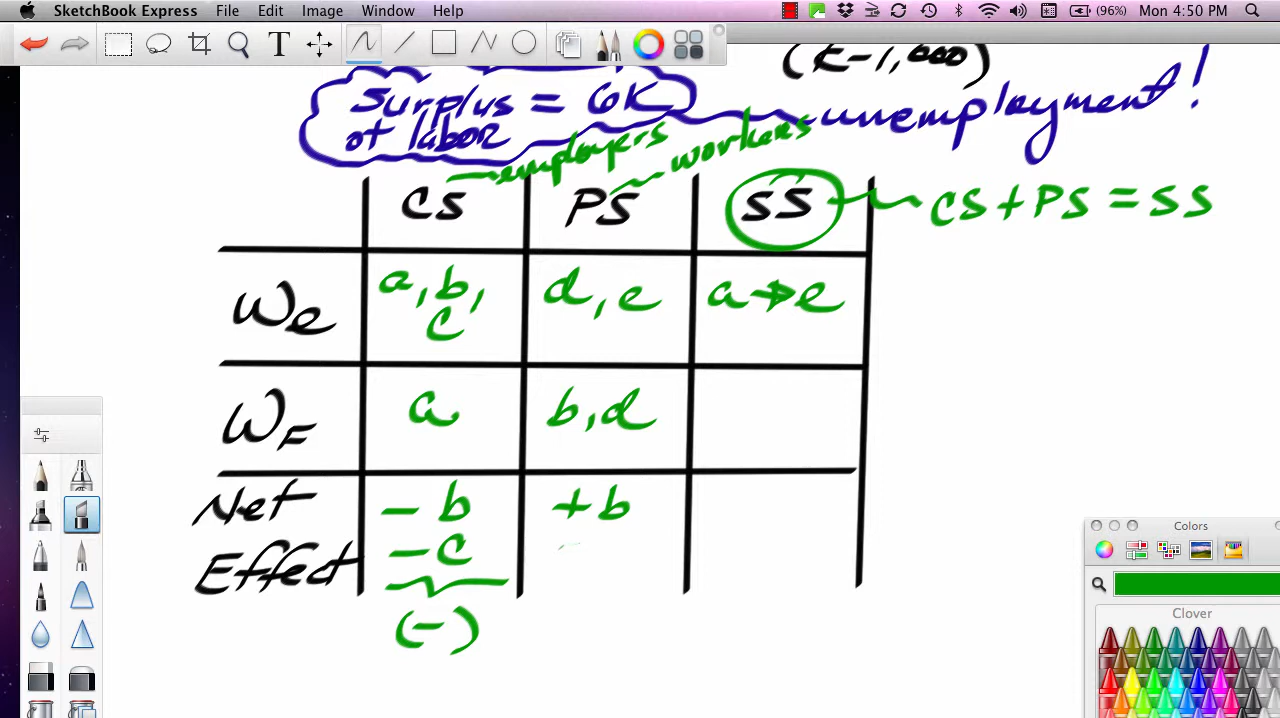 SketchBook Express File Edit Image Window Help (96%) Mon 4:50 PM
T
(K-1,000)
Surplus = 6K
of labor
unemployment!
employers
workers
CS PS SS CS+PS=SS
We a, b, d, e a→e
c
WF a b, d
Net -b +b
Effect -c
(-)
Colors
Clover